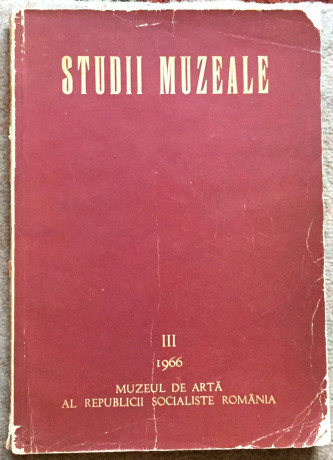 STUDII MUZEALE
III
1966
MUZEUL DE ARTĂ
AL REPUBLICII SOCIALISTE ROMÂNIA